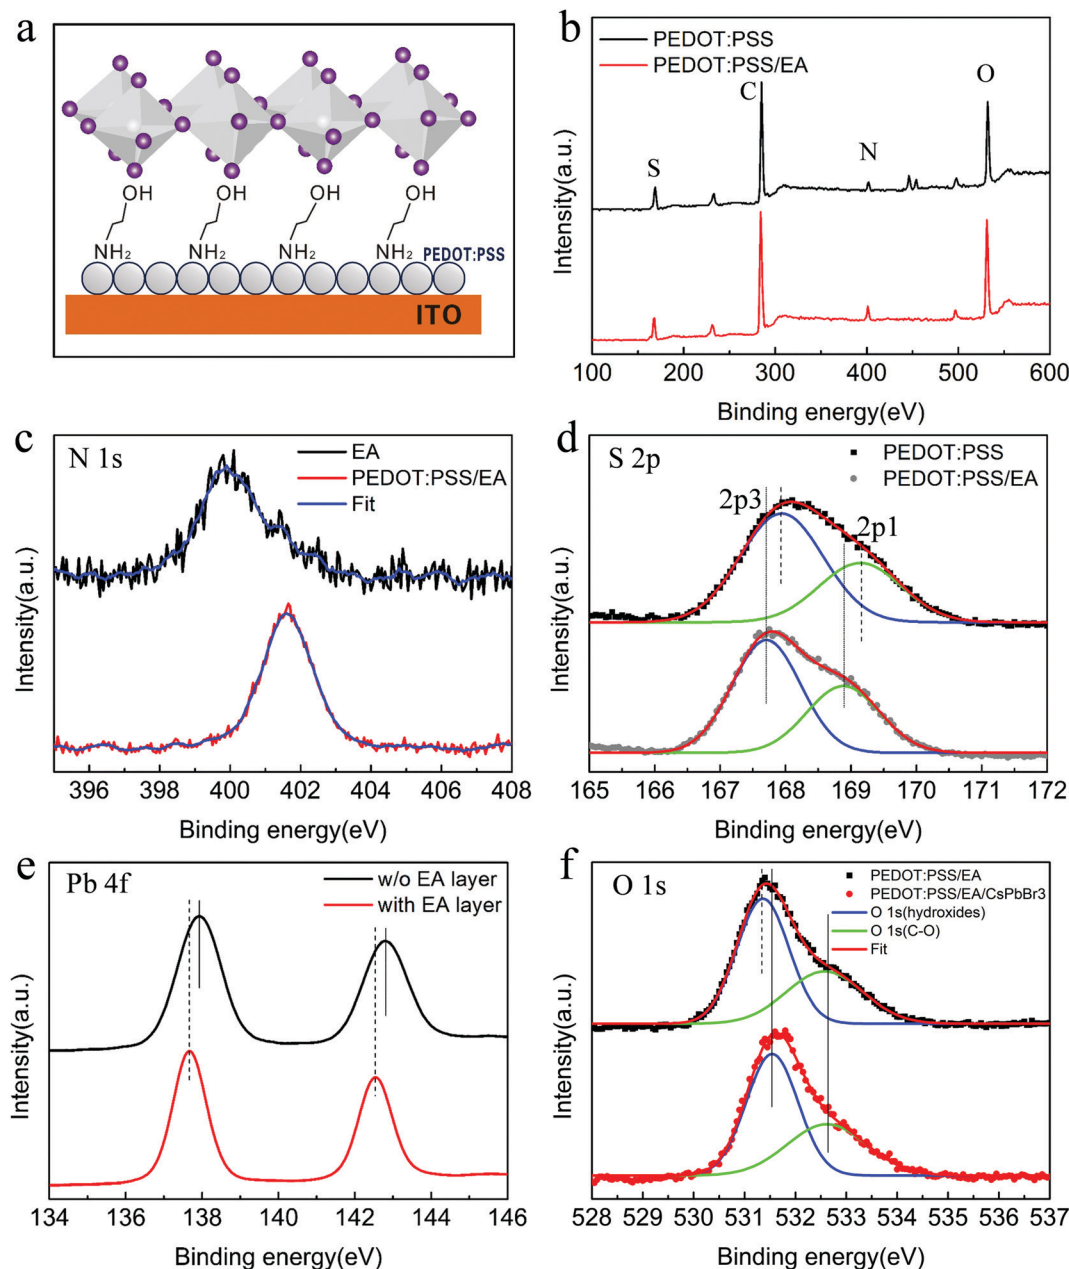 a
OH OH OH OH
NH2 NH2 NH2 NH2 PEDOT:PSS
ITO
b
PEDOT:PSS
PEDOT:PSS/EA
S C N O
Intensity(a.u.)
100 200 300 400 500 600
Binding energy(eV)
c
N 1s
EA
PEDOT:PSS/EA
Fit
Intensity(a.u.)
396 398 400 402 404 406 408
Binding energy(eV)
d
S 2p
PEDOT:PSS
PEDOT:PSS/EA
2p3
2p1
Intensity(a.u.)
165 166 167 168 169 170 171 172
Binding energy(eV)
e
Pb 4f
w/o EA layer
with EA layer
Intensity(a.u.)
134 136 138 140 142 144 146
Binding energy(eV)
f
O 1s
PEDOT:PSS/EA
PEDOT:PSS/EA/CsPbBr3
O 1s(hydroxides)
O 1s(C-O)
Fit
Intensity(a.u.)
528 529 530 531 532 533 534 535 536 537
Binding energy(eV)